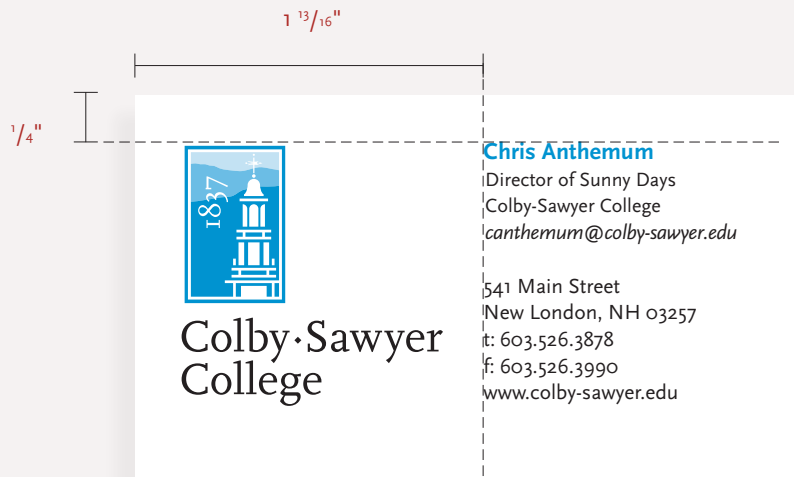 1 13/16"
1/4"
1837
Colby·Sawyer
College
Chris Anthemum
Director of Sunny Days
Colby-Sawyer College
canthemum@colby-sawyer.edu
541 Main Street
New London, NH 03257
t: 603.526.3878
f: 603.526.3990
www.colby-sawyer.edu